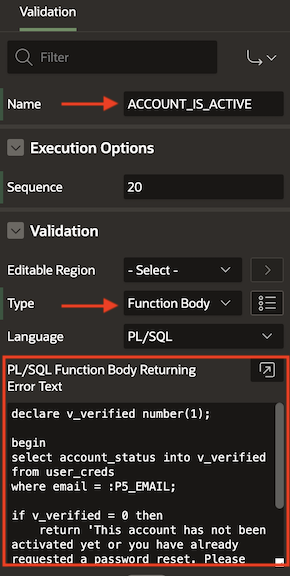 Validation
Filter
Name
ACCOUNT_IS_ACTIVE
Execution Options
Sequence
20
Validation
Editable Region
- Select -
Type
Function Body
Language
PL/SQL
PL/SQL Function Body Returning
Error Text
declare v_verified number(1);
begin
select account_status into v_verified
from user_creds
where email = :P5_EMAIL;
if v_verified = 0 then
return 'This account has not been
activated yet or you have already
requested a password reset. Please